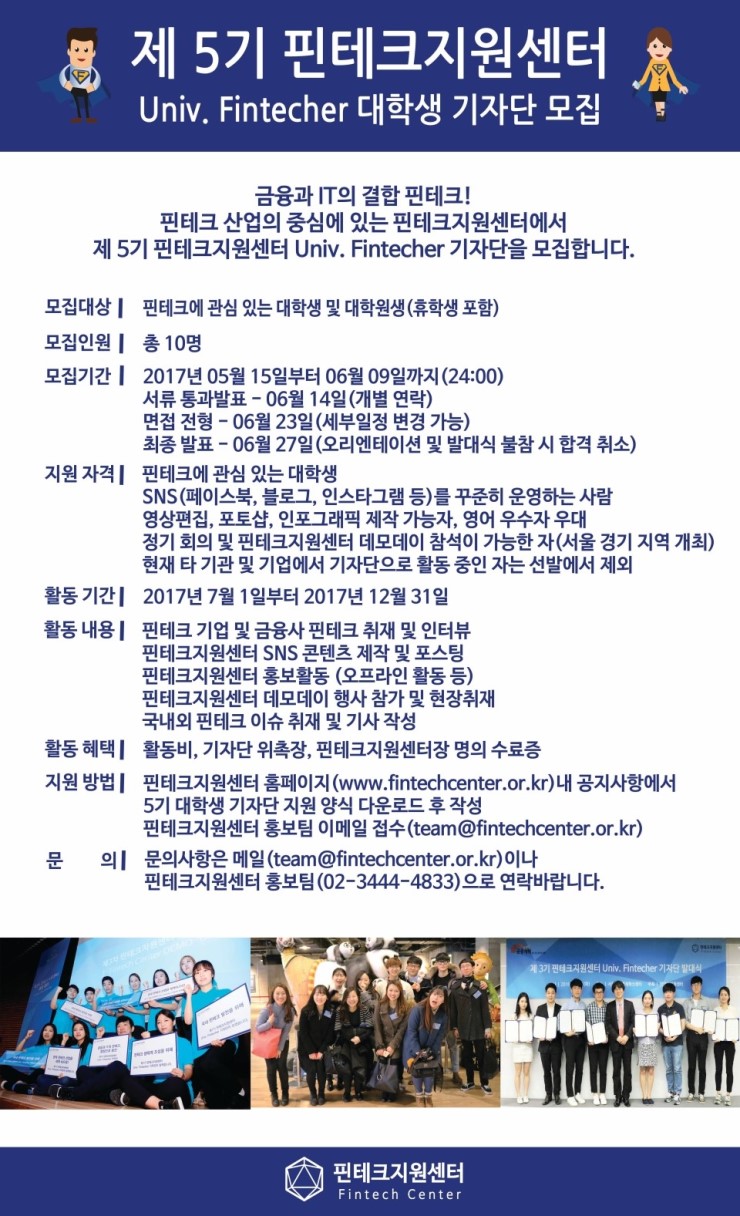 제 5기 핀테크지원센터
Univ. Fintecher 대학생 기자단 모집
금융과 IT의 결합 핀테크!
핀테크 산업의 중심에 있는 핀테크지원센터에서
제 5기 핀테크지원센터 Univ. Fintecher 기자단을 모집합니다.
모집대상 | 핀테크에 관심 있는 대학생 및 대학원생(휴학생 포함)
모집인원 | 총 10명
모집기간 | 2017년 05월 15일부터 06월 09일까지(24:00)
서류 통과발표 - 06월 14일(개별 연락)
면접 전형 - 06월 23일(세부일정 변경 가능)
최종 발표 - 06월 27일(오리엔테이션 및 발대식 불참 시 합격 취소)
지원 자격 | 핀테크에 관심 있는 대학생
SNS(페이스북, 블로그, 인스타그램 등)를 꾸준히 운영하는 사람
영상편집, 포토샵, 인포그래픽 제작 가능자, 영어 우수자 우대
정기 회의 및 핀테크지원센터 데모데이 참석이 가능한 자(서울 경기 지역 개최)
현재 타 기관 및 기업에서 기자단으로 활동 중인 자는 선발에서 제외
활동 기간 | 2017년 7월 1일부터 2017년 12월 31일
활동 내용 | 핀테크 기업 및 금융사 핀테크 취재 및 인터뷰
핀테크지원센터 SNS 콘텐츠 제작 및 포스팅
핀테크지원센터 홍보활동 (오프라인 활동 등)
핀테크지원센터 데모데이 행사 참가 및 현장취재
국내외 핀테크 이슈 취재 및 기사 작성
활동 혜택 | 활동비, 기자단 위촉장, 핀테크지원센터장 명의 수료증
지원 방법 | 핀테크지원센터 홈페이지(www.fintechcenter.or.kr)내 공지사항에서
5기 대학생 기자단 지원 양식 다운로드 후 작성
핀테크지원센터 홍보팀 이메일 접수(team@fintechcenter.or.kr)
문 의 | 문의사항은 메일(team@fintechcenter.or.kr)이나
핀테크지원센터 홍보팀(02-3444-4833)으로 연락바랍니다.
제 3기 핀테크지원센터 Univ. Fintecher 기자단 발대식
핀테크지원센터
Fintech Center